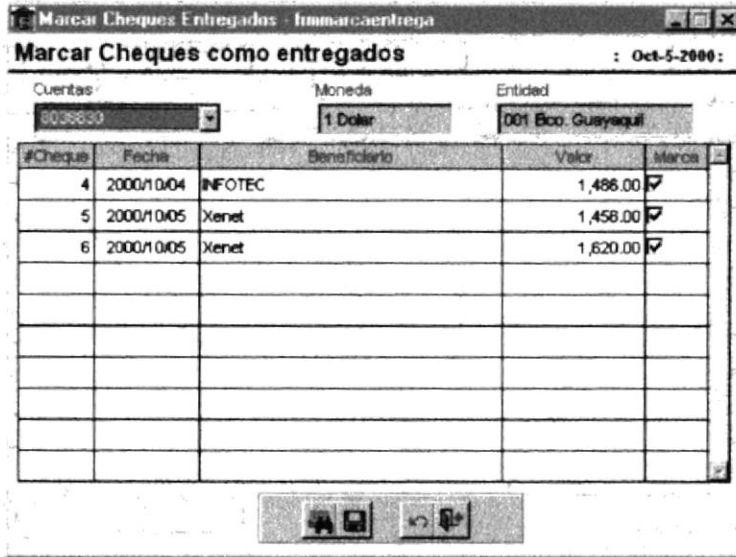 Marcar Cheques Entregados - frmmarcaentrega
Marcar Cheques como entregados : Oct-5-2000 :
Cuentas Moneda Entidad
1 Dolar 001 Bco. Guayaquil
#Cheque Fecha Beneficiario Valor Marca
4 2000/10/04 INFOTEC 1,486.00
5 2000/10/05 Xenet 1,458.00
6 2000/10/05 Xenet 1,620.00